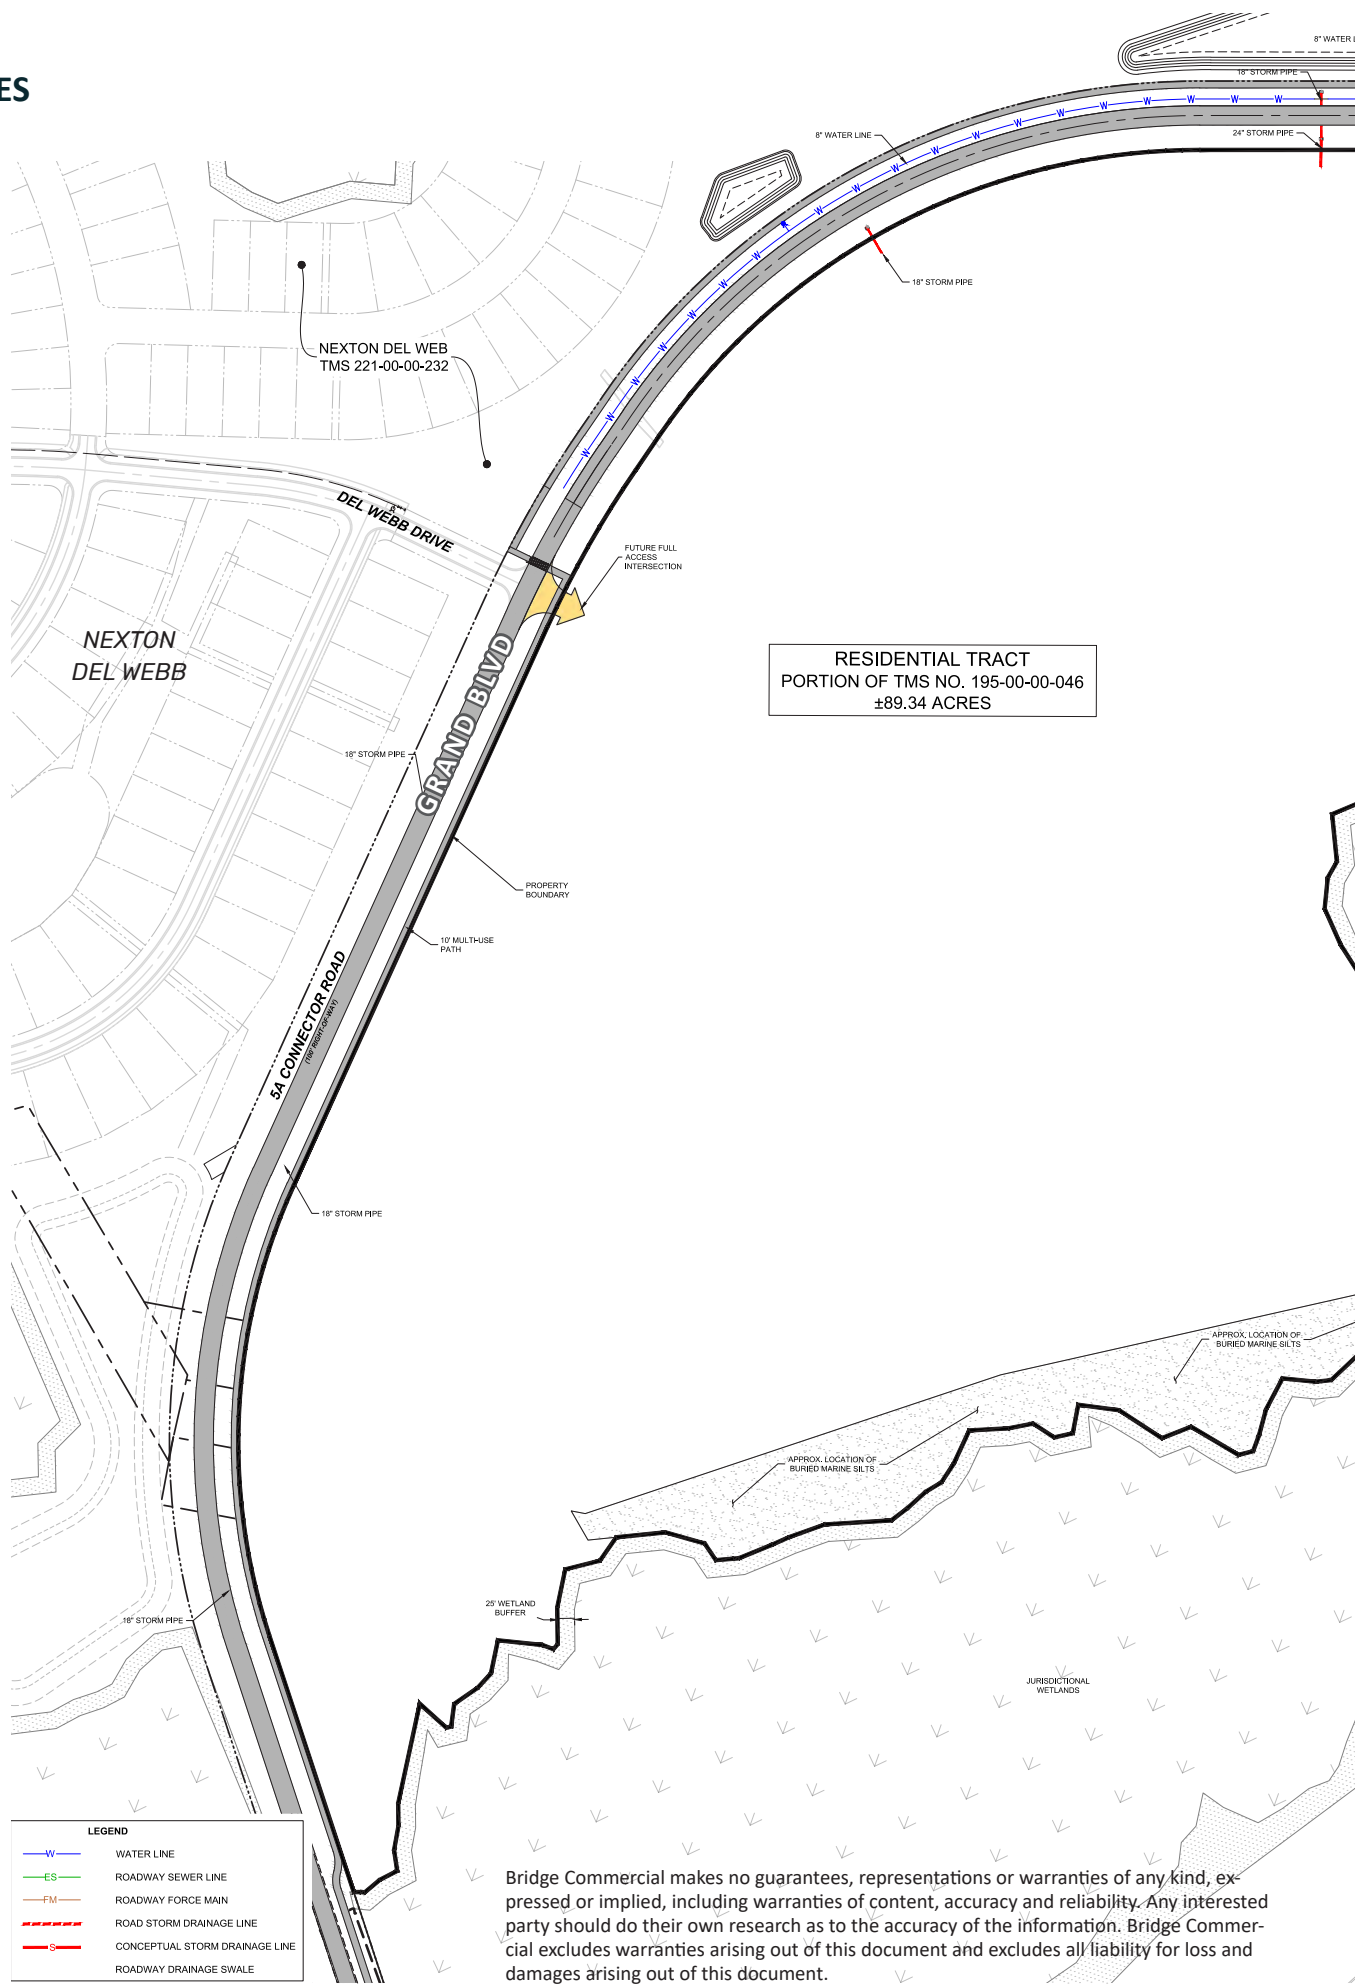 ES
8" WATER L
18" STORM PIPE
8" WATER LINE
24" STORM PIPE
18" STORM PIPE
NEXTON DEL WEB
TMS 221-00-00-232
DEL WEBB DRIVE
FUTURE FULL
ACCESS
INTERSECTION
NEXTON
DEL WEBB
RESIDENTIAL TRACT
PORTION OF TMS NO. 195-00-00-046
±89.34 ACRES
GRAND BLVD
18" STORM PIPE
PROPERTY
BOUNDARY
10' MULTI-USE
PATH
5A CONNECTOR ROAD
(100' RIGHT-OF-WAY)
18" STORM PIPE
APPROX. LOCATION OF
BURIED MARINE SILTS
APPROX. LOCATION OF
BURIED MARINE SILTS
25' WETLAND
BUFFER
18" STORM PIPE
JURISDICTIONAL
WETLANDS
LEGEND
W WATER LINE
ES ROADWAY SEWER LINE
FM ROADWAY FORCE MAIN
ROAD STORM DRAINAGE LINE
S CONCEPTUAL STORM DRAINAGE LINE
ROADWAY DRAINAGE SWALE
Bridge Commercial makes no guarantees, representations or warranties of any kind, ex-
pressed or implied, including warranties of content, accuracy and reliability. Any interested
party should do their own research as to the accuracy of the information. Bridge Commer-
cial excludes warranties arising out of this document and excludes all liability for loss and
damages arising out of this document.